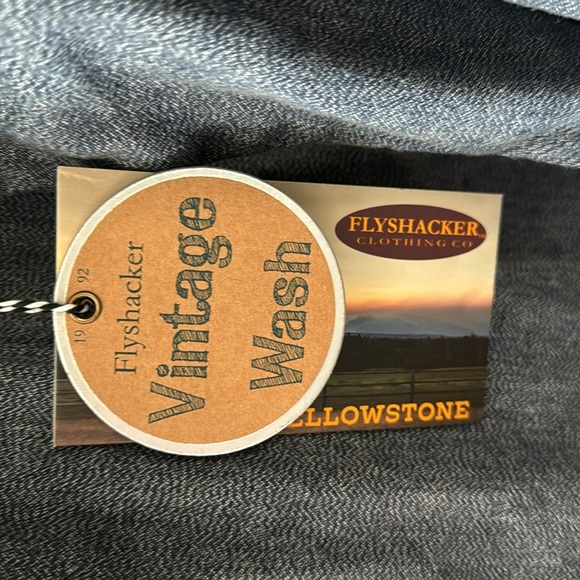 FLYSHACKER
CLOTHING CO
ELLOWSTONE
19 92
Flyshacker
Vintage
Wash